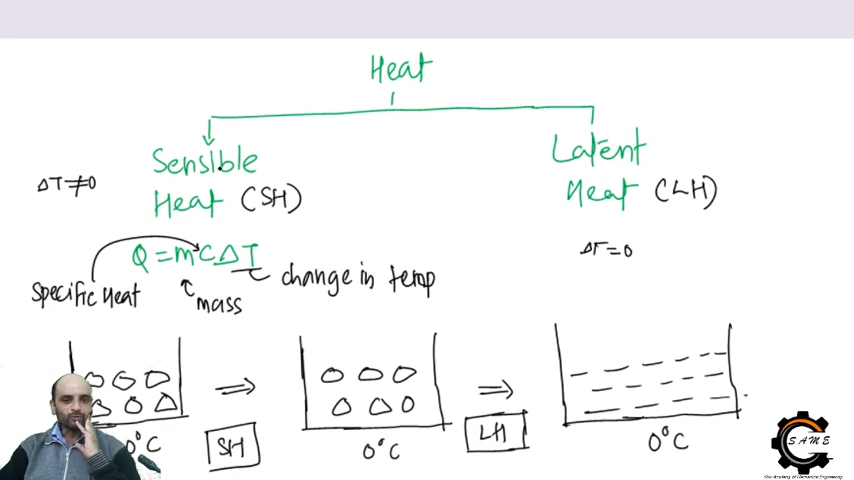 Heat
Sensible
Heat (SH)
ΔT≠0
Q = mCΔT
Specific Heat
mass
change in temp
Latent
Heat (LH)
ΔT=0
0°C
SH
0°C
LH
0°C
SAME